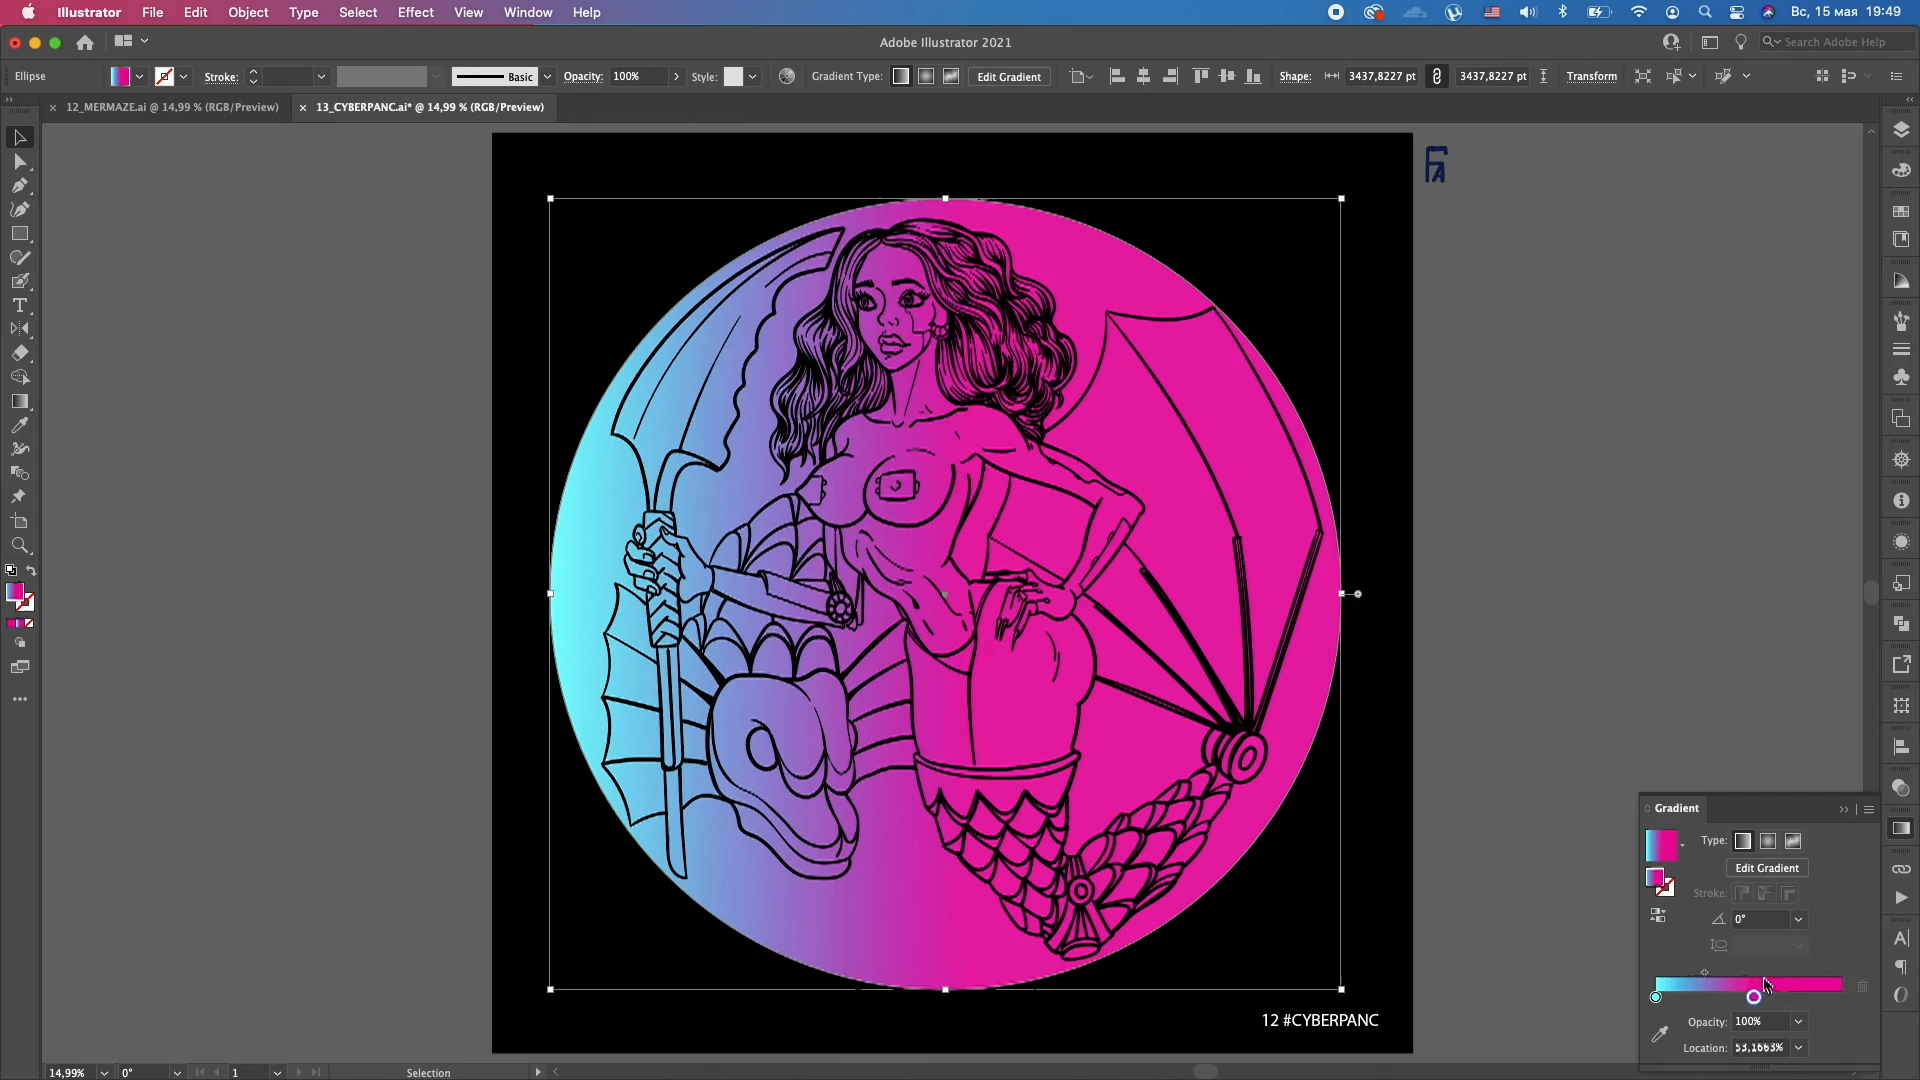 Illustrator File Edit Object Type Select Effect View Window Help Вс, 15 мая 19:49
Adobe Illustrator 2021 Search Adobe Help
Ellipse Stroke: Basic Opacity: 100% Style: Gradient Type: Edit Gradient Shape: 3437,8227 pt 3437,8227 pt Transform
12_MERMAZE.ai @ 14,99 % (RGB/Preview) 13_CYBERPANC.ai* @ 14,99 % (RGB/Preview)
FA
Gradient
Type:
Edit Gradient
Stroke:
0°
12 #CYBERPANC
Opacity: 100%
Location: 53,1663%
14,99% 0° 1 Selection